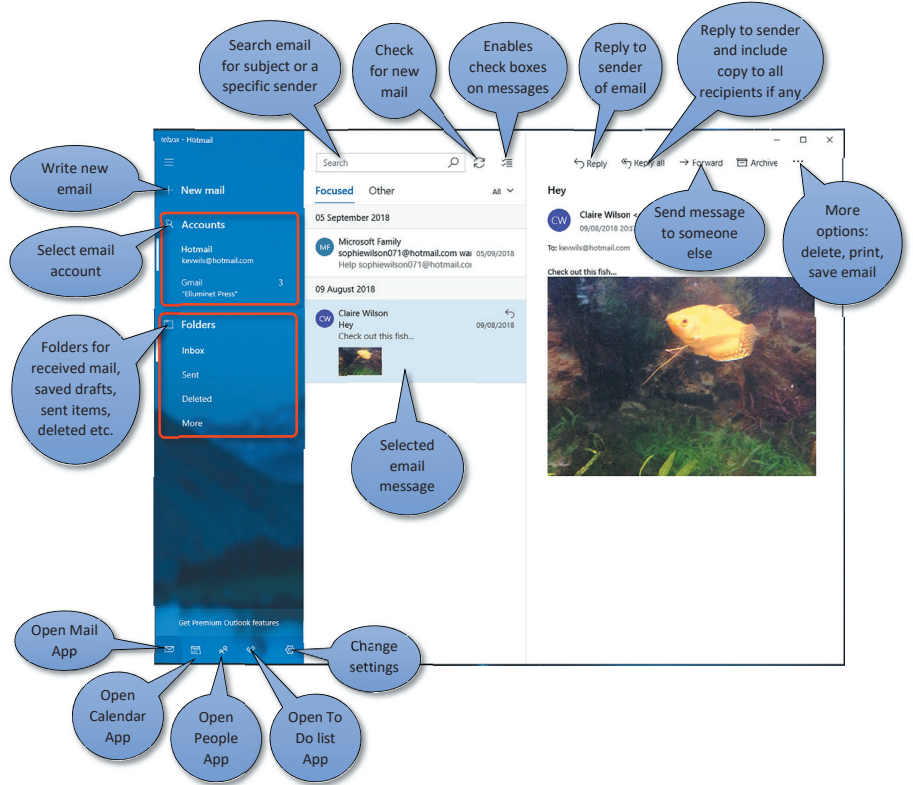 Search email
for subject or a
specific sender
Check
for new
mail
Enables
check boxes
on messages
Reply to
sender
of email
Reply to sender
and include
copy to all
recipients if any
Inbox - Hotmail
Write new
email
+ New mail
Search
Reply
Reply all
Forward
Archive
...
Focused
Other
All
Hey
Select email
account
Accounts
Hotmail
kevwils@hotmail.com
Gmail 3
"Elluminet Press"
05 September 2018
MF
Microsoft Family
sophiewilson071@hotmail.com wa 05/09/2018
Help sophiewilson071@hotmail.co
09 August 2018
CW
Claire Wilson
Hey 09/08/2018
Check out this fish...
CW
Claire Wilson <
09/08/2018 20:3
To: kevwils@hotmail.com
Check out this fish...
Send message
to someone
else
More
options:
delete, print,
save email
Folders for
received mail,
saved drafts,
sent items,
deleted etc.
Folders
Inbox
Sent
Deleted
More
Selected
email
message
Get Premium Outlook features
Open Mail
App
Open
Calendar
App
Open
People
App
Open To
Do list
App
Change
settings